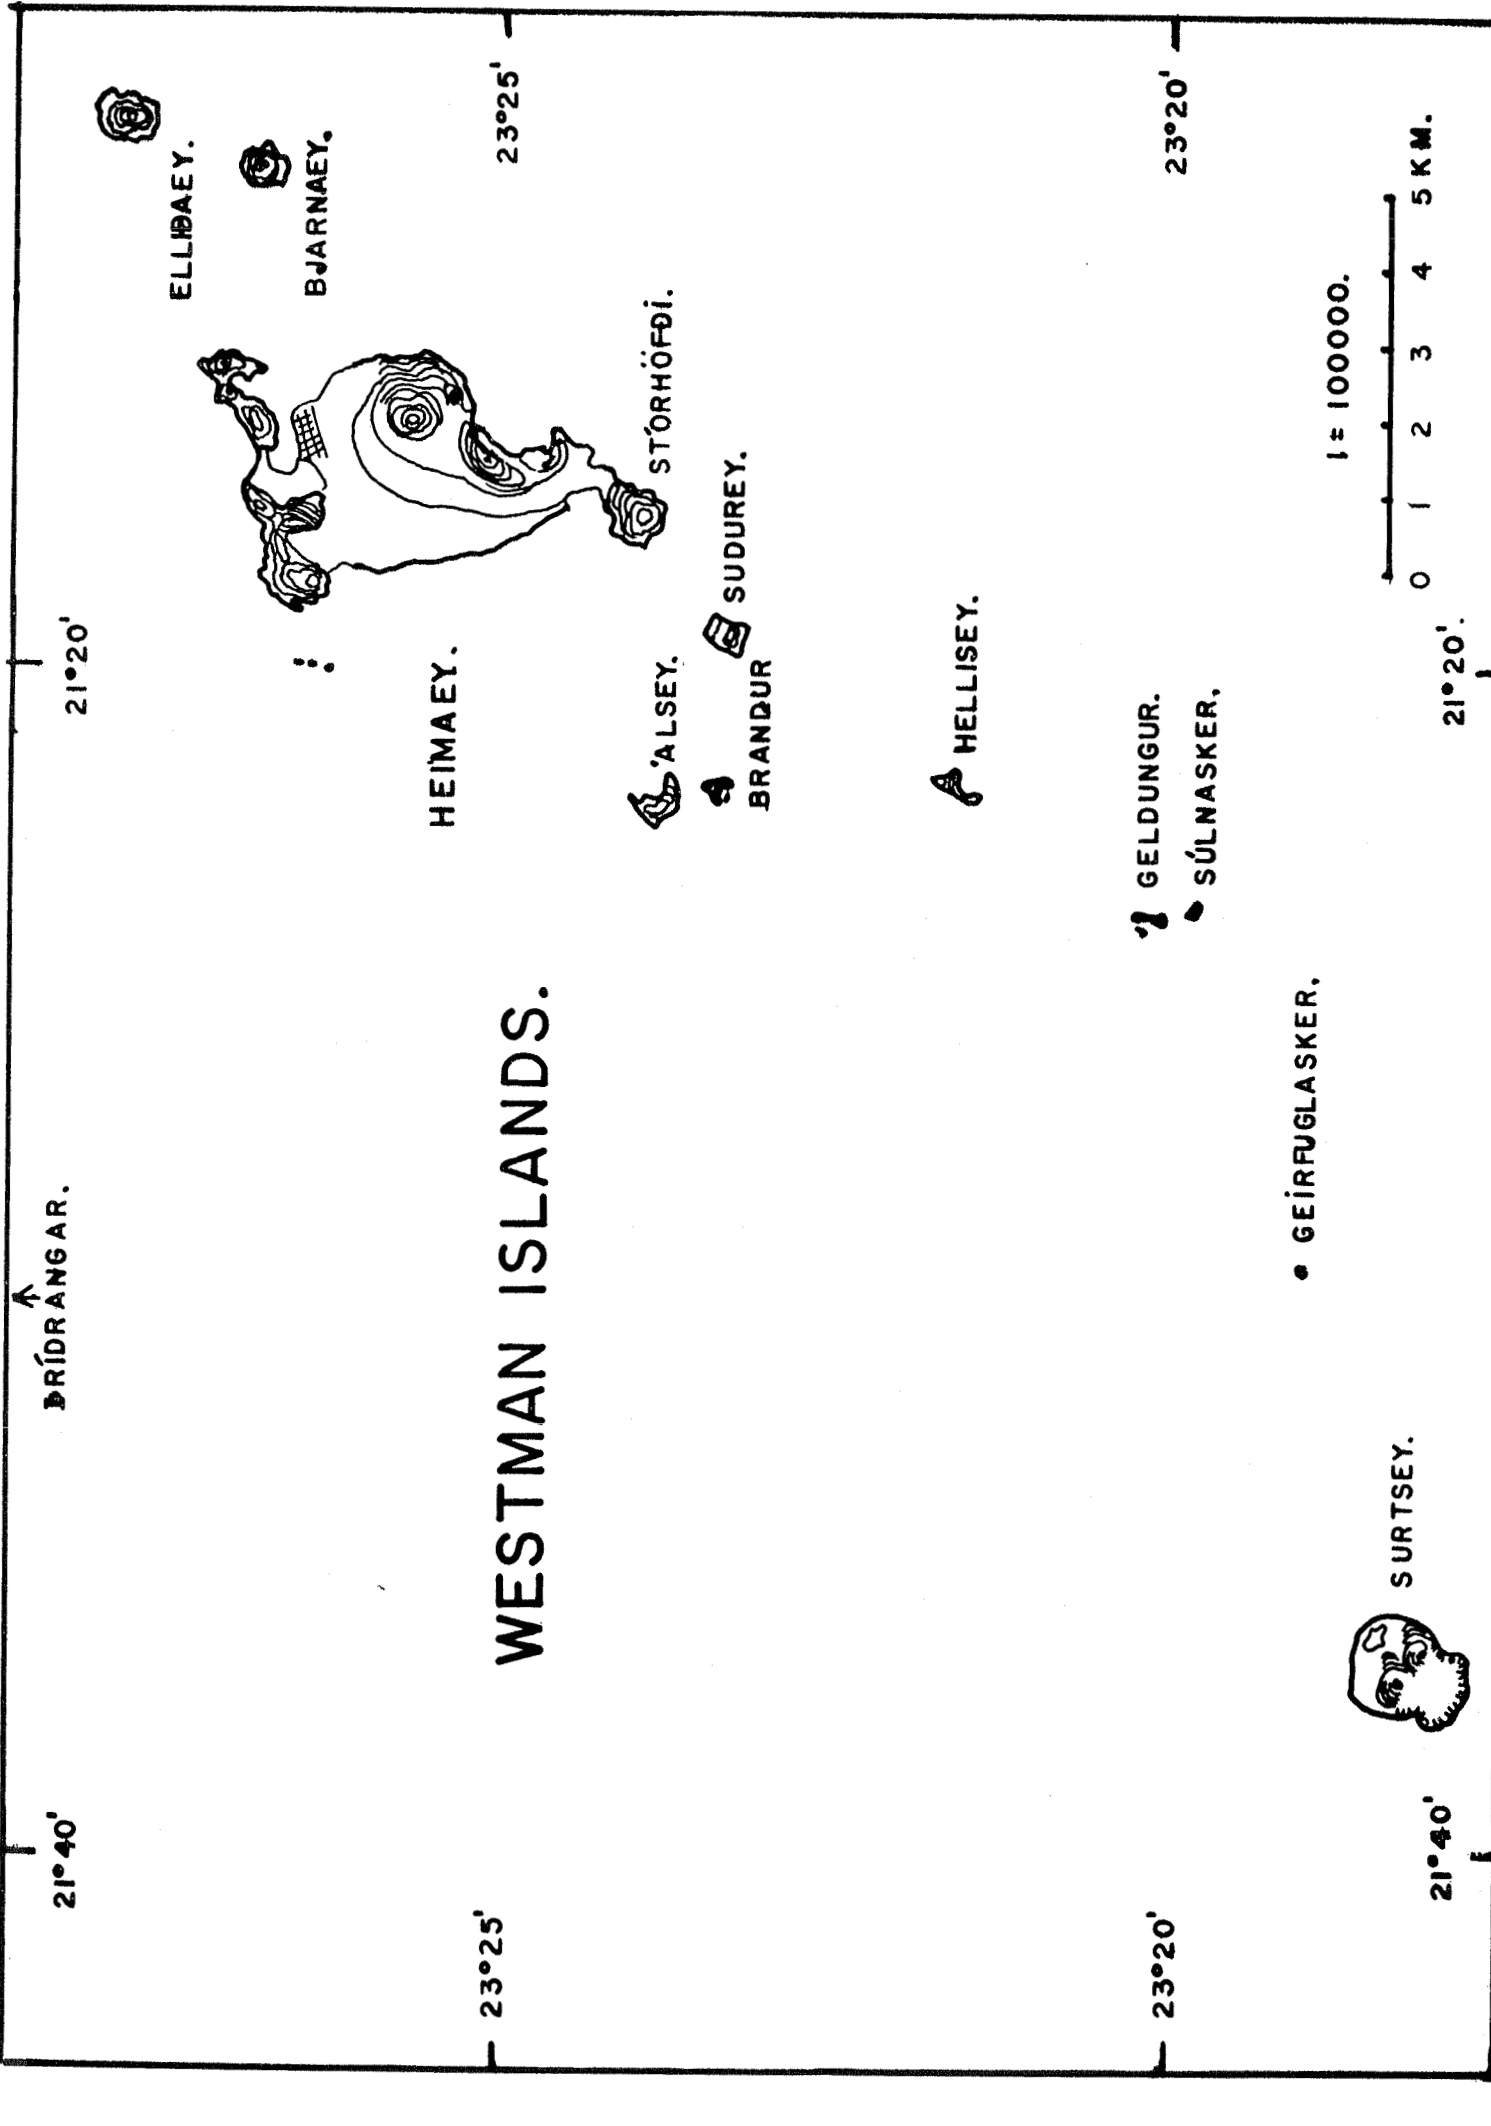 ÞRÍDRANGAR.
21°40'
21°20'
ELLIÐAEY.
BJARNAEY.
HEIMAEY.
23°25'
WESTMAN ISLANDS.
23°25'
'ALSEY.
STÓRHÖFÐI.
BRANDUR
SUDUREY.
HELLISEY.
GELDUNGUR.
23°20'
23°20'
SÚLNASKER.
GEIRFUGLASKER.
1 = 100000.
SURTSEY.
0 1 2 3 4 5 KM.
21°40'
21°20'.